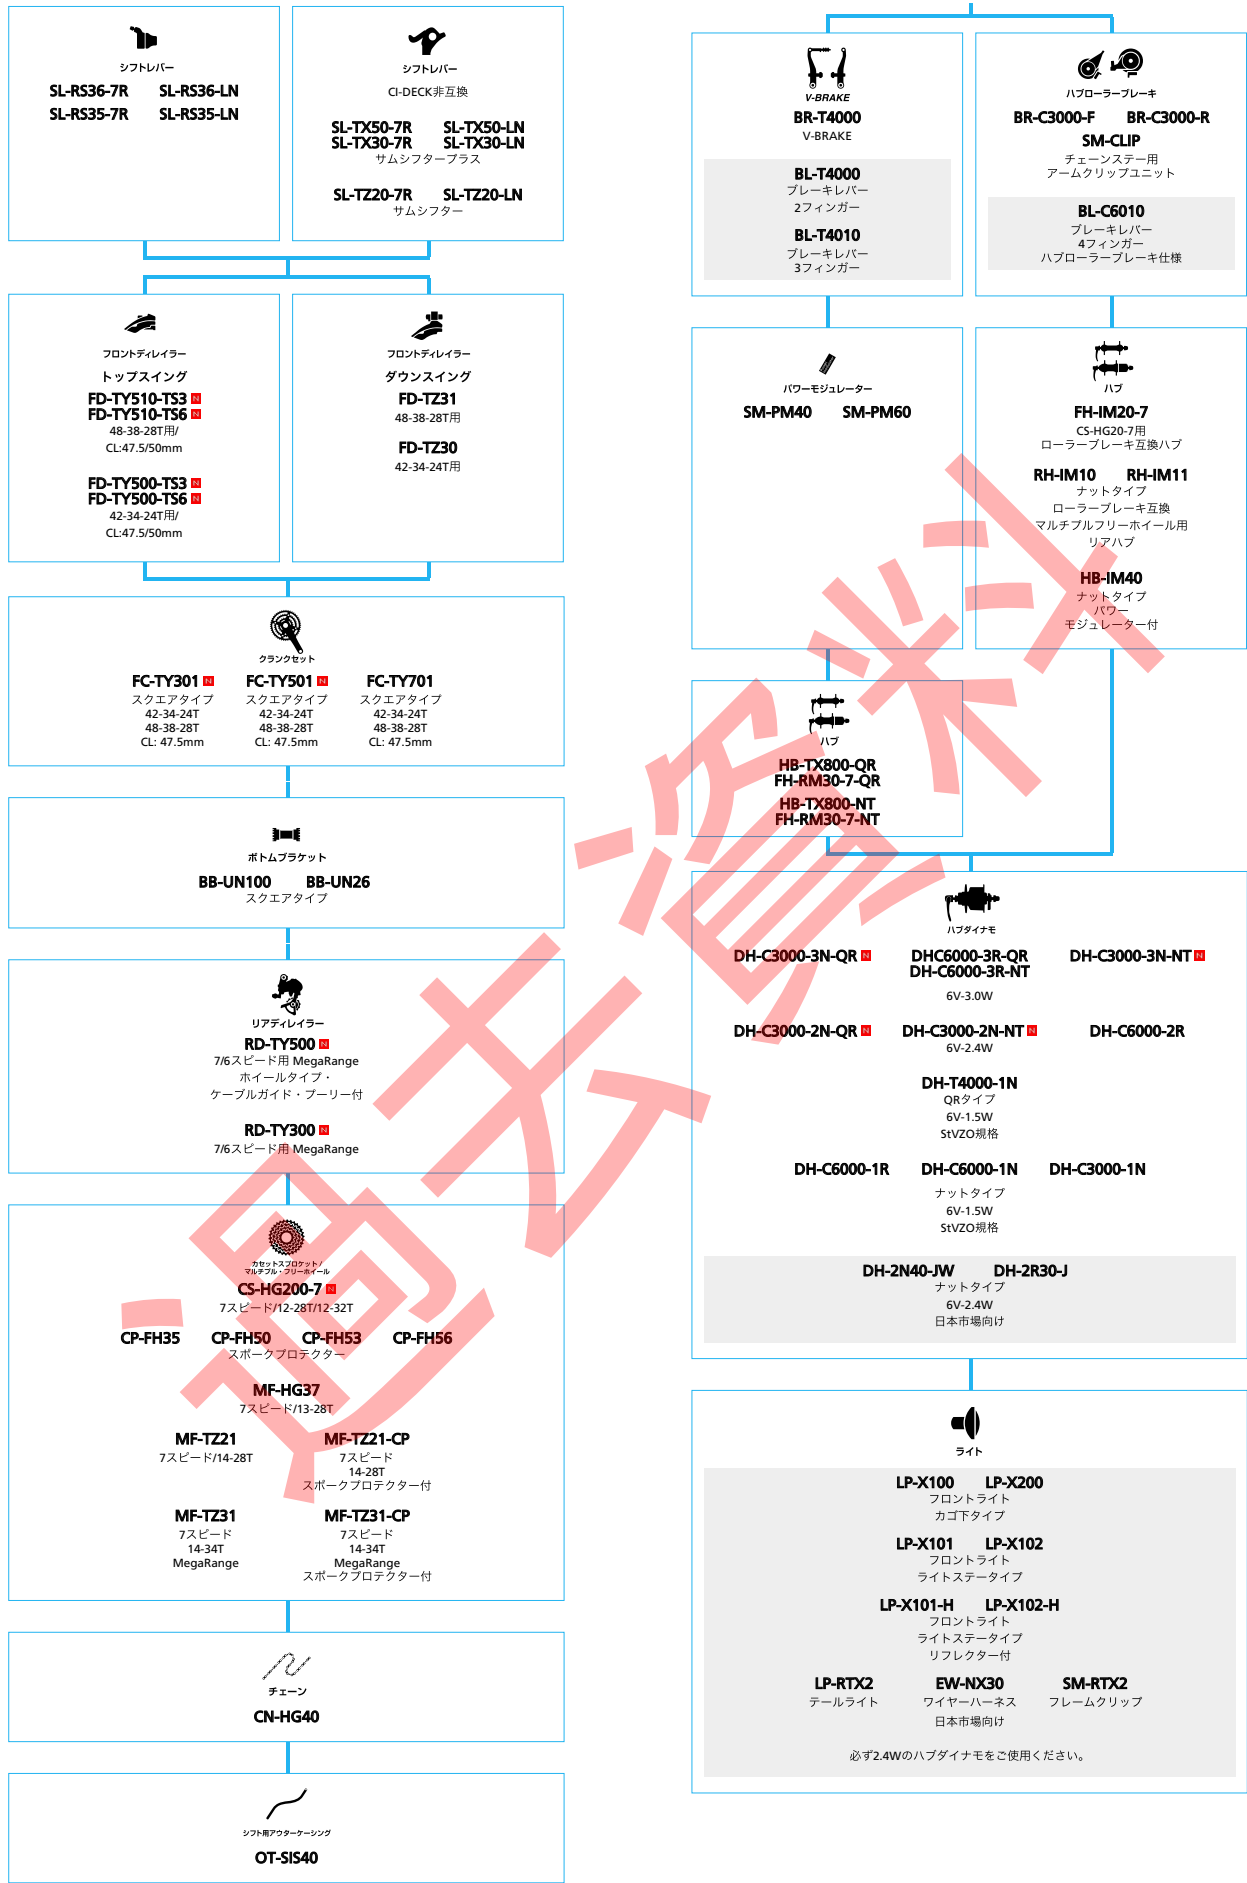 シフトレバー
SL-RS36-7R SL-RS36-LN
SL-RS35-7R SL-RS35-LN
シフトレバー
CI-DECK非互換
SL-TX50-7R SL-TX50-LN
SL-TX30-7R SL-TX30-LN
サムシフタープラス
SL-TZ20-7R SL-TZ20-LN
サムシフター
フロントディレイラー
トップスイング
FD-TY510-TS3 N
FD-TY510-TS6 N
48-38-28T用/
CL:47.5/50mm
FD-TY500-TS3 N
FD-TY500-TS6 N
42-34-24T用/
CL:47.5/50mm
フロントディレイラー
ダウンスイング
FD-TZ31
48-38-28T用
FD-TZ30
42-34-24T用
クランクセット
FC-TY301 N FC-TY501 N FC-TY701
スクエアタイプ スクエアタイプ スクエアタイプ
42-34-24T 42-34-24T 42-34-24T
48-38-28T 48-38-28T 48-38-28T
CL: 47.5mm CL: 47.5mm CL: 47.5mm
ボトムブラケット
BB-UN100 BB-UN26
スクエアタイプ
リアディレイラー
RD-TY500 N
7/6スピード用 MegaRange
ホイールタイプ・
ケーブルガイド・プーリー付
RD-TY300 N
7/6スピード用 MegaRange
カセットスプロケット/
マルチプル・フリーホイール
CS-HG200-7 N
7スピード/12-28T/12-32T
CP-FH35 CP-FH50 CP-FH53 CP-FH56
スポークプロテクター
MF-HG37
7スピード/13-28T
MF-TZ21 MF-TZ21-CP
7スピード/14-28T 7スピード
14-28T
スポークプロテクター付
MF-TZ31 MF-TZ31-CP
7スピード 7スピード
14-34T 14-34T
MegaRange MegaRange
スポークプロテクター付
チェーン
CN-HG40
シフト用アウターケーシング
OT-SIS40
V-BRAKE
BR-T4000
V-BRAKE
BL-T4000
ブレーキレバー
2フィンガー
BL-T4010
ブレーキレバー
3フィンガー
ハブローラーブレーキ
BR-C3000-F BR-C3000-R
SM-CLIP
チェーンステー用
アームクリップユニット
BL-C6010
ブレーキレバー
4フィンガー
ハブローラーブレーキ仕様
パワーモジュレーター
SM-PM40 SM-PM60
ハブ
FH-IM20-7
CS-HG20-7用
ローラーブレーキ互換ハブ
RH-IM10 RH-IM11
ナットタイプ
ローラーブレーキ互換
マルチプルフリーホイール用
リアハブ
HB-IM40
ナットタイプ
パワー
モジュレーター付
ハブ
HB-TX800-QR
FH-RM30-7-QR
HB-TX800-NT
FH-RM30-7-NT
ハブダイナモ
DH-C3000-3N-QR N DHC6000-3R-QR DH-C3000-3N-NT N
DH-C6000-3R-NT
6V-3.0W
DH-C3000-2N-QR N DH-C3000-2N-NT N DH-C6000-2R
6V-2.4W
DH-T4000-1N
QRタイプ
6V-1.5W
StVZO規格
DH-C6000-1R DH-C6000-1N DH-C3000-1N
ナットタイプ
6V-1.5W
StVZO規格
DH-2N40-JW DH-2R30-J
ナットタイプ
6V-2.4W
日本市場向け
ライト
LP-X100 LP-X200
フロントライト
カゴ下タイプ
LP-X101 LP-X102
フロントライト
ライトステータイプ
LP-X101-H LP-X102-H
フロントライト
ライトステータイプ
リフレクター付
LP-RTX2 EW-NX30 SM-RTX2
テールライト ワイヤーハーネス フレームクリップ
日本市場向け
必ず2.4Wのハブダイナモをご使用ください。
過去資料